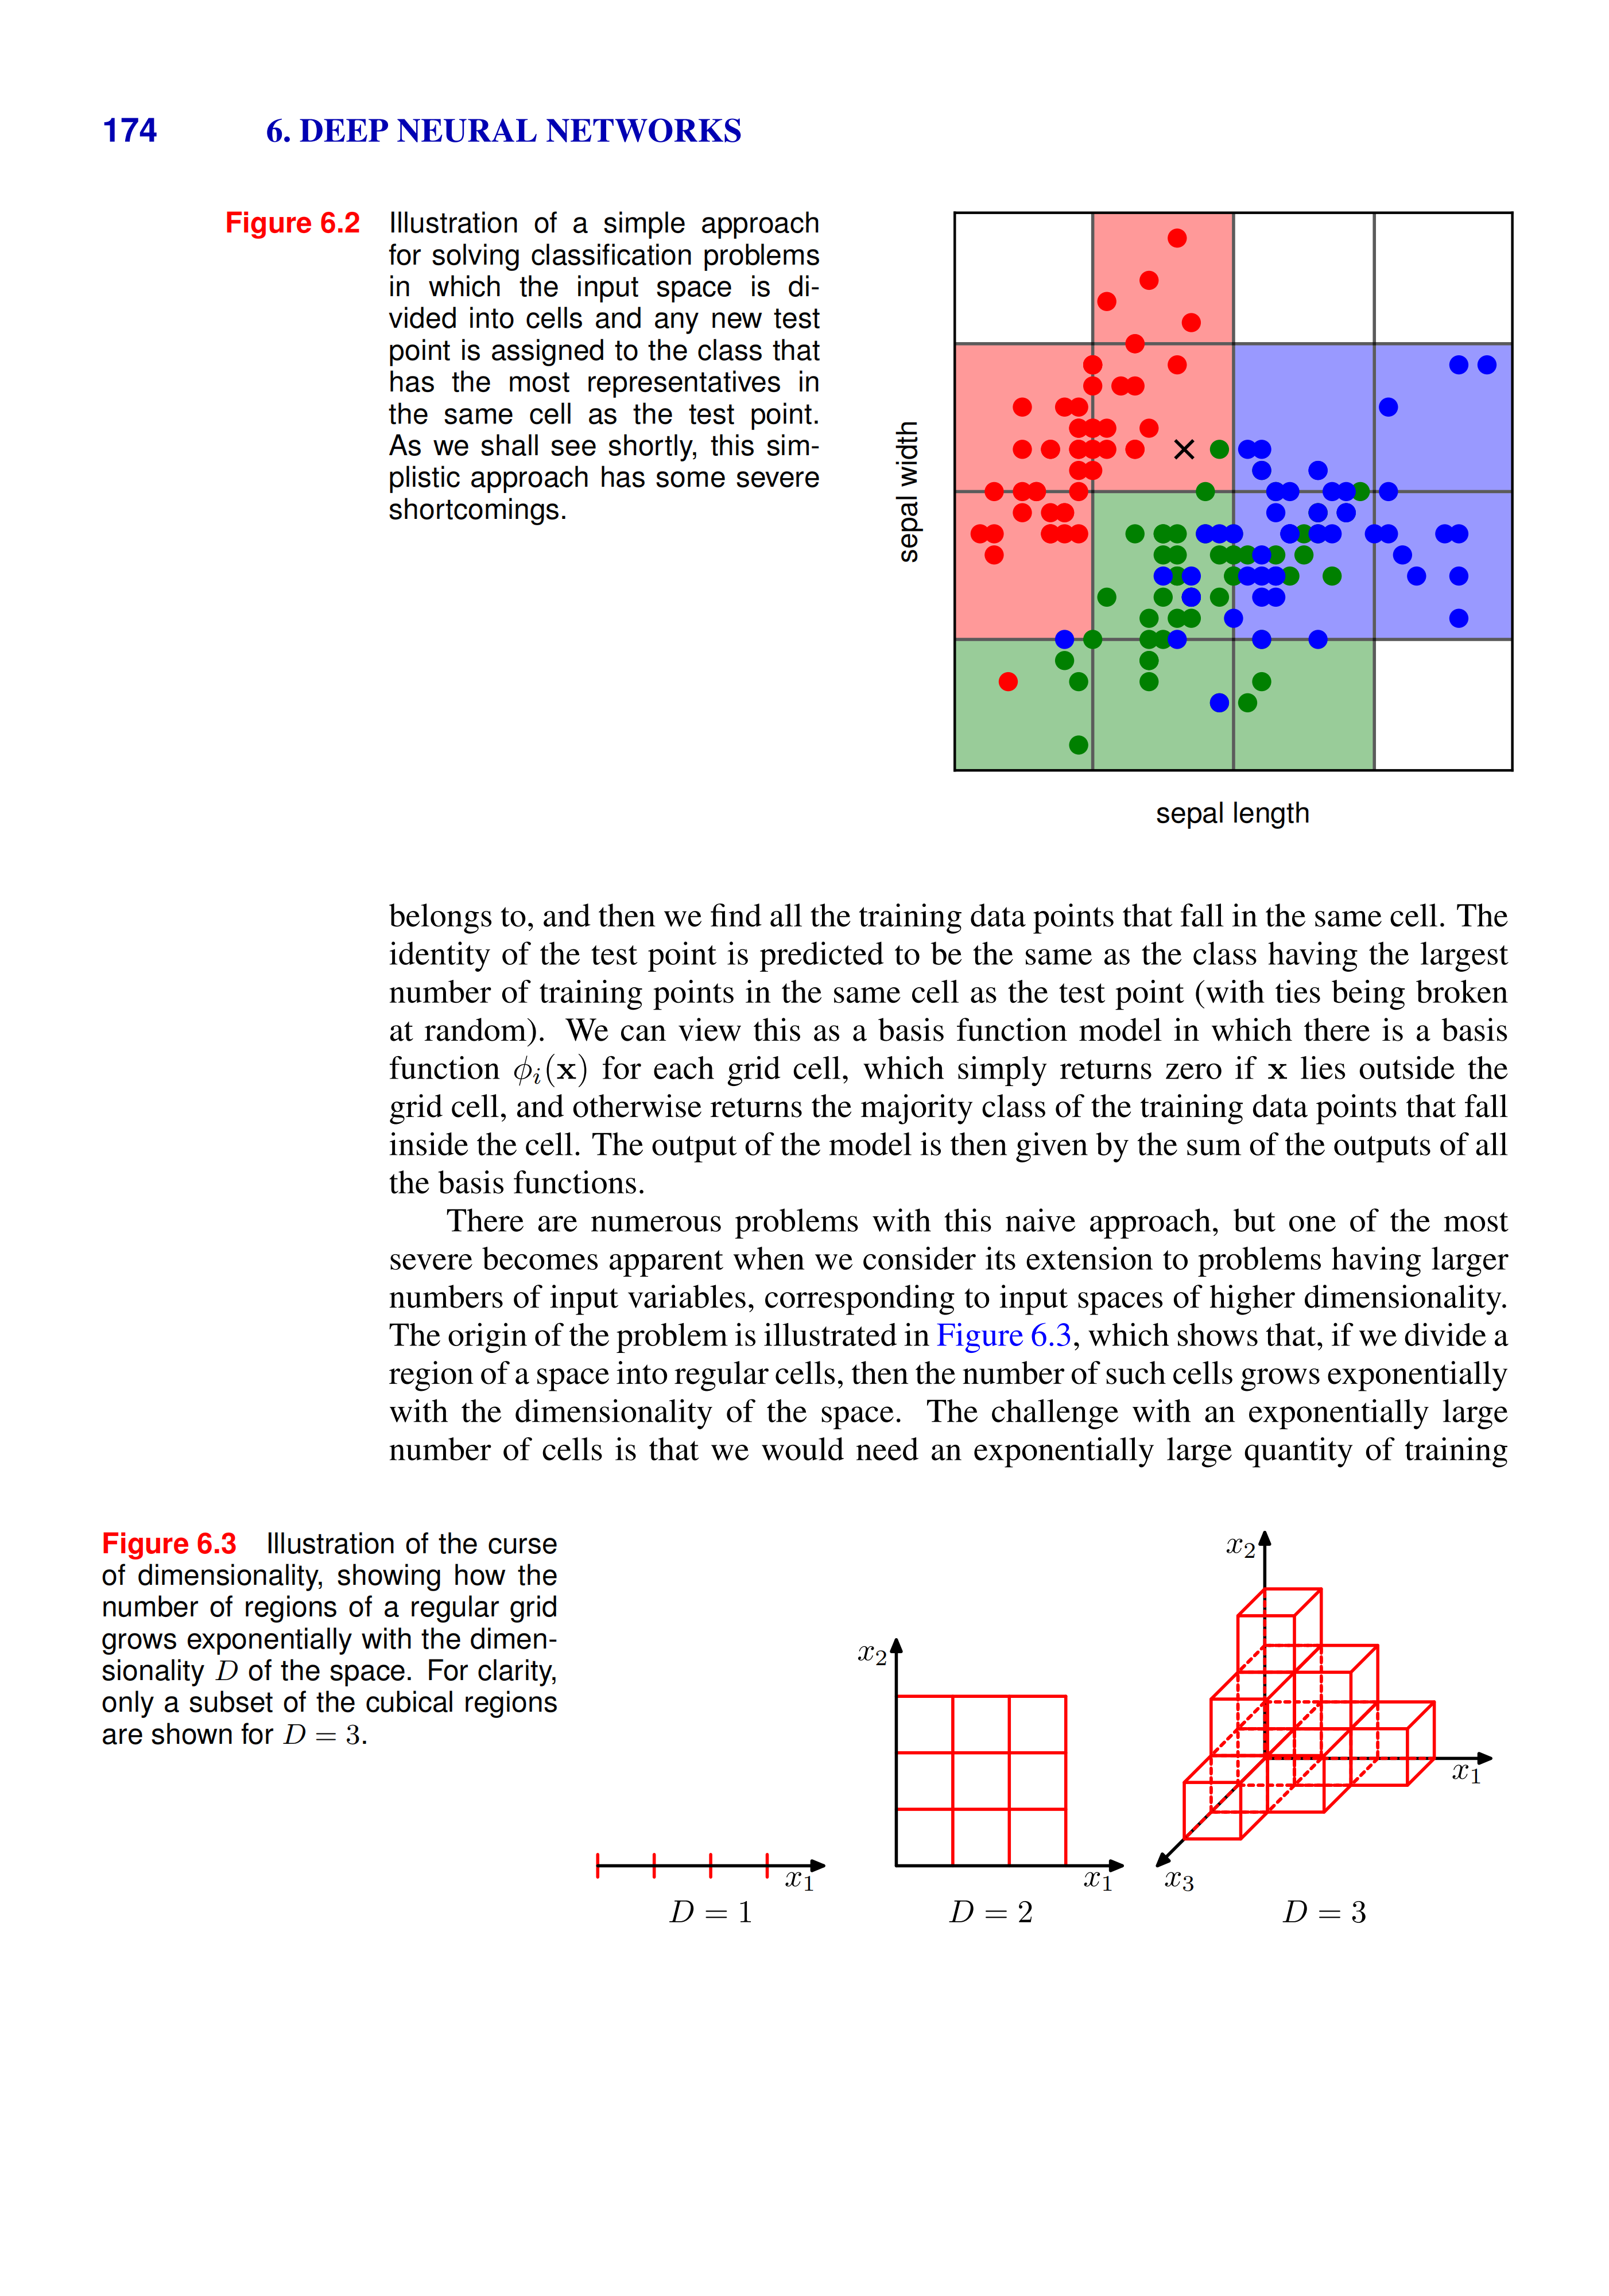 174 6. DEEP NEURAL NETWORKS
Figure 6.2 Illustration of a simple approach
for solving classification problems
in which the input space is di-
vided into cells and any new test
point is assigned to the class that
has the most representatives in
the same cell as the test point.
As we shall see shortly, this sim-
plistic approach has some severe
shortcomings.
sepal width
sepal length
belongs to, and then we find all the training data points that fall in the same cell. The
identity of the test point is predicted to be the same as the class having the largest
number of training points in the same cell as the test point (with ties being broken
at random). We can view this as a basis function model in which there is a basis
function ϕᵢ(x) for each grid cell, which simply returns zero if x lies outside the
grid cell, and otherwise returns the majority class of the training data points that fall
inside the cell. The output of the model is then given by the sum of the outputs of all
the basis functions.
There are numerous problems with this naive approach, but one of the most
severe becomes apparent when we consider its extension to problems having larger
numbers of input variables, corresponding to input spaces of higher dimensionality.
The origin of the problem is illustrated in Figure 6.3, which shows that, if we divide a
region of a space into regular cells, then the number of such cells grows exponentially
with the dimensionality of the space. The challenge with an exponentially large
number of cells is that we would need an exponentially large quantity of training
Figure 6.3 Illustration of the curse
of dimensionality, showing how the
number of regions of a regular grid
grows exponentially with the dimen-
sionality D of the space. For clarity,
only a subset of the cubical regions
are shown for D = 3.
x₁
D = 1
x₂
x₁
D = 2
x₂
x₁
x₃
D = 3